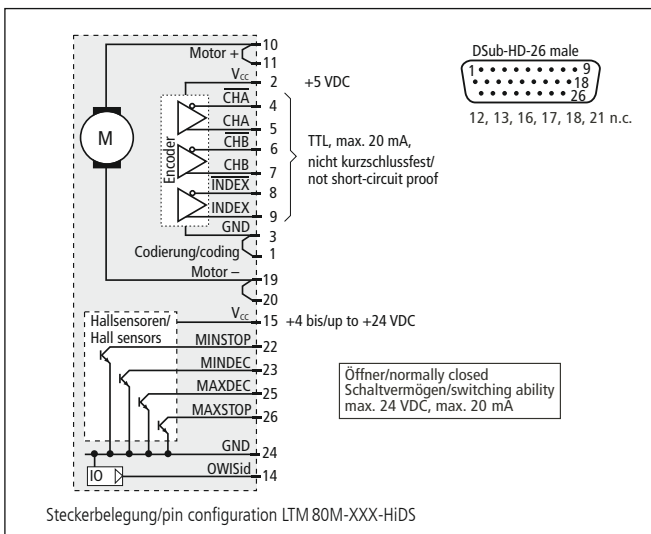 Motor + 10
11
VCC 2 +5 VDC
CHA 4
CHA 5
CHB 6
CHB 7
INDEX 8
INDEX 9
GND 3
Codierung/coding 1
Motor – 19
20
M
Encoder
TTL, max. 20 mA,
nicht kurzschlussfest/
not short-circuit proof
DSub-HD-26 male
1 9
18
26
12, 13, 16, 17, 18, 21 n.c.
VCC 15 +4 bis/up to +24 VDC
Hallsensoren/
Hall sensors
MINSTOP 22
MINDEC 23
MAXDEC 25
MAXSTOP 26
GND 24
OWISid 14
IO
Öffner/normally closed
Schaltvermögen/switching ability
max. 24 VDC, max. 20 mA
Steckerbelegung/pin configuration LTM 80M-XXX-HiDS